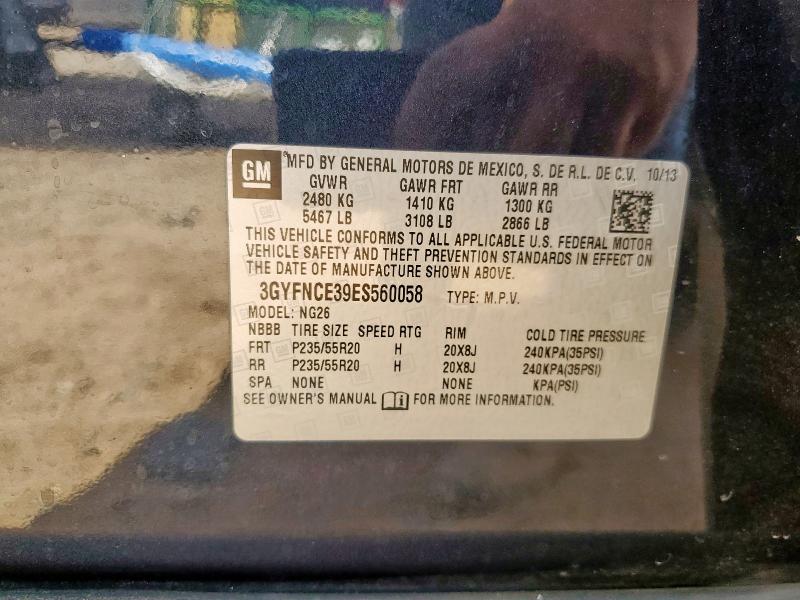 GM
®MFD BY GENERAL MOTORS DE MEXICO, S. DE R.L. DE C.V. 10/13
GVWR GAWR FRT GAWR RR
2480 KG 1410 KG 1300 KG
5467 LB 3108 LB 2866 LB
THIS VEHICLE CONFORMS TO ALL APPLICABLE U.S. FEDERAL MOTOR
VEHICLE SAFETY AND THEFT PREVENTION STANDARDS IN EFFECT ON
THE DATE OF MANUFACTURE SHOWN ABOVE.
3GYFNCE39ES560058 TYPE: M.P.V.
MODEL: NG26
NBBB TIRE SIZE SPEED RTG RIM COLD TIRE PRESSURE
FRT P235/55R20 H 20X8J 240KPA(35PSI)
RR P235/55R20 H 20X8J 240KPA(35PSI)
SPA NONE NONE KPA(PSI)
SEE OWNER'S MANUAL FOR MORE INFORMATION.